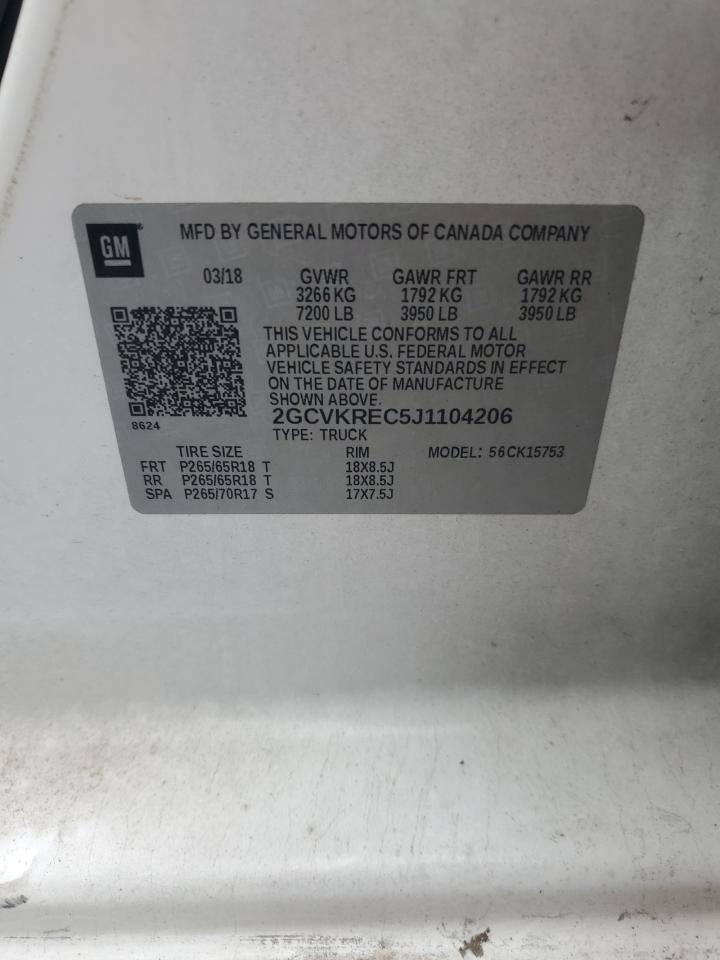 GM
MFD BY GENERAL MOTORS OF CANADA COMPANY
03/18 GVWR GAWR FRT GAWR RR
3266 KG 1792 KG 1792 KG
7200 LB 3950 LB 3950 LB
THIS VEHICLE CONFORMS TO ALL
APPLICABLE U.S. FEDERAL MOTOR
VEHICLE SAFETY STANDARDS IN EFFECT
ON THE DATE OF MANUFACTURE
SHOWN ABOVE.
8624
2GCVKREC5J1104206
TYPE: TRUCK
TIRE SIZE RIM MODEL: 56CK15753
FRT P265/65R18 T 18X8.5J
RR P265/65R18 T 18X8.5J
SPA P265/70R17 S 17X7.5J